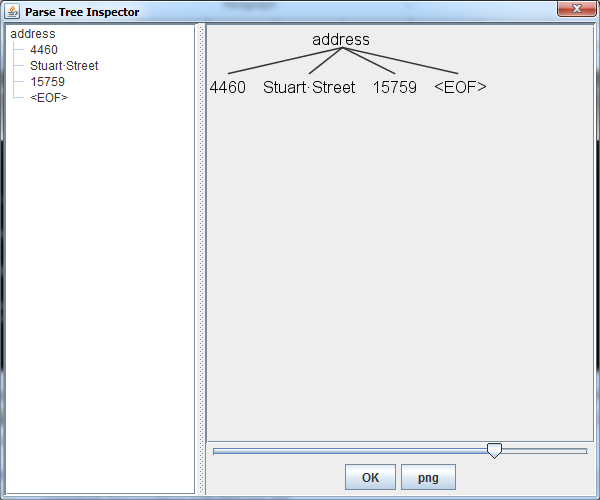 Parse Tree Inspector
address
4460
Stuart·Street
15759
<EOF>
address
4460 Stuart·Street 15759 <EOF>
OK png